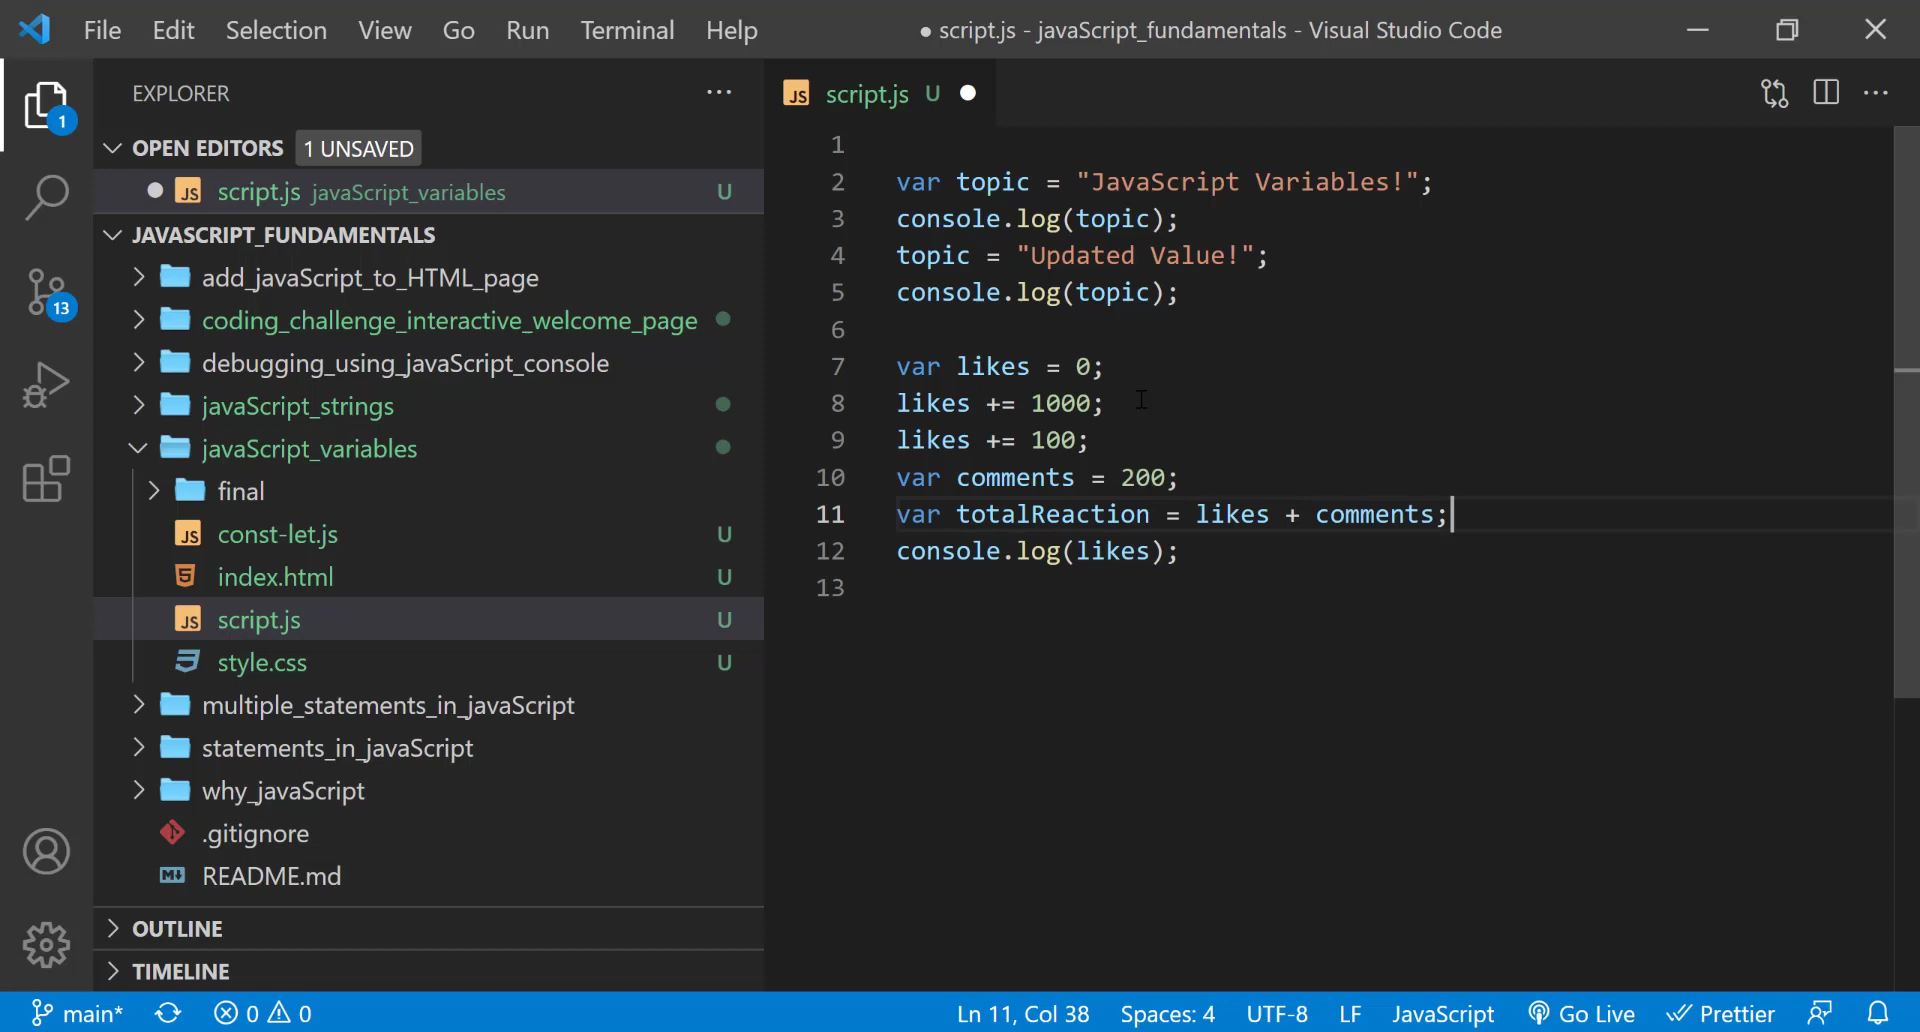 File Edit Selection View Go Run Terminal Help
● script.js - javaScript_fundamentals - Visual Studio Code
EXPLORER
OPEN EDITORS 1 UNSAVED
JS script.js javaScript_variables U
JAVASCRIPT_FUNDAMENTALS
add_javaScript_to_HTML_page
coding_challenge_interactive_welcome_page
debugging_using_javaScript_console
javaScript_strings
javaScript_variables
final
JS const-let.js U
index.html U
JS script.js U
style.css U
multiple_statements_in_javaScript
statements_in_javaScript
why_javaScript
.gitignore
README.md
OUTLINE
TIMELINE
1
13
JS script.js U
1
2 var topic = "JavaScript Variables!";
3 console.log(topic);
4 topic = "Updated Value!";
5 console.log(topic);
6
7 var likes = 0;
8 likes += 1000;
9 likes += 100;
10 var comments = 200;
11 var totalReaction = likes + comments;
12 console.log(likes);
13
main* 0 0 Ln 11, Col 38 Spaces: 4 UTF-8 LF JavaScript Go Live Prettier